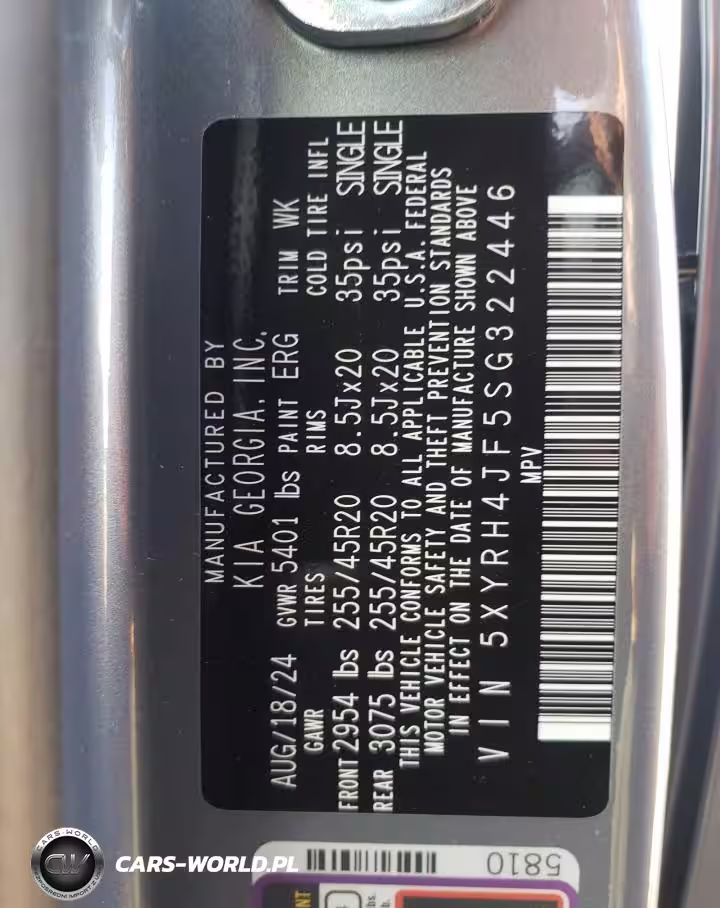 MANUFACTURED BY
KIA GEORGIA, INC.
AUG/18/24 GVWR 5401 lbs PAINT ERG TRIM WK
GAWR TIRES RIMS COLD TIRE INFL
FRONT 2954 lbs 255/45R20 8.5Jx20 35psi SINGLE
REAR 3075 lbs 255/45R20 8.5Jx20 35psi SINGLE
THIS VEHICLE CONFORMS TO ALL APPLICABLE U.S.A. FEDERAL
MOTOR VEHICLE SAFETY AND THEFT PREVENTION STANDARDS
IN EFFECT ON THE DATE OF MANUFACTURE SHOWN ABOVE
VIN 5XYRH4JF5SG322446
MPV
5810
CARS-WORLD
CW
CARS-WORLD.PL